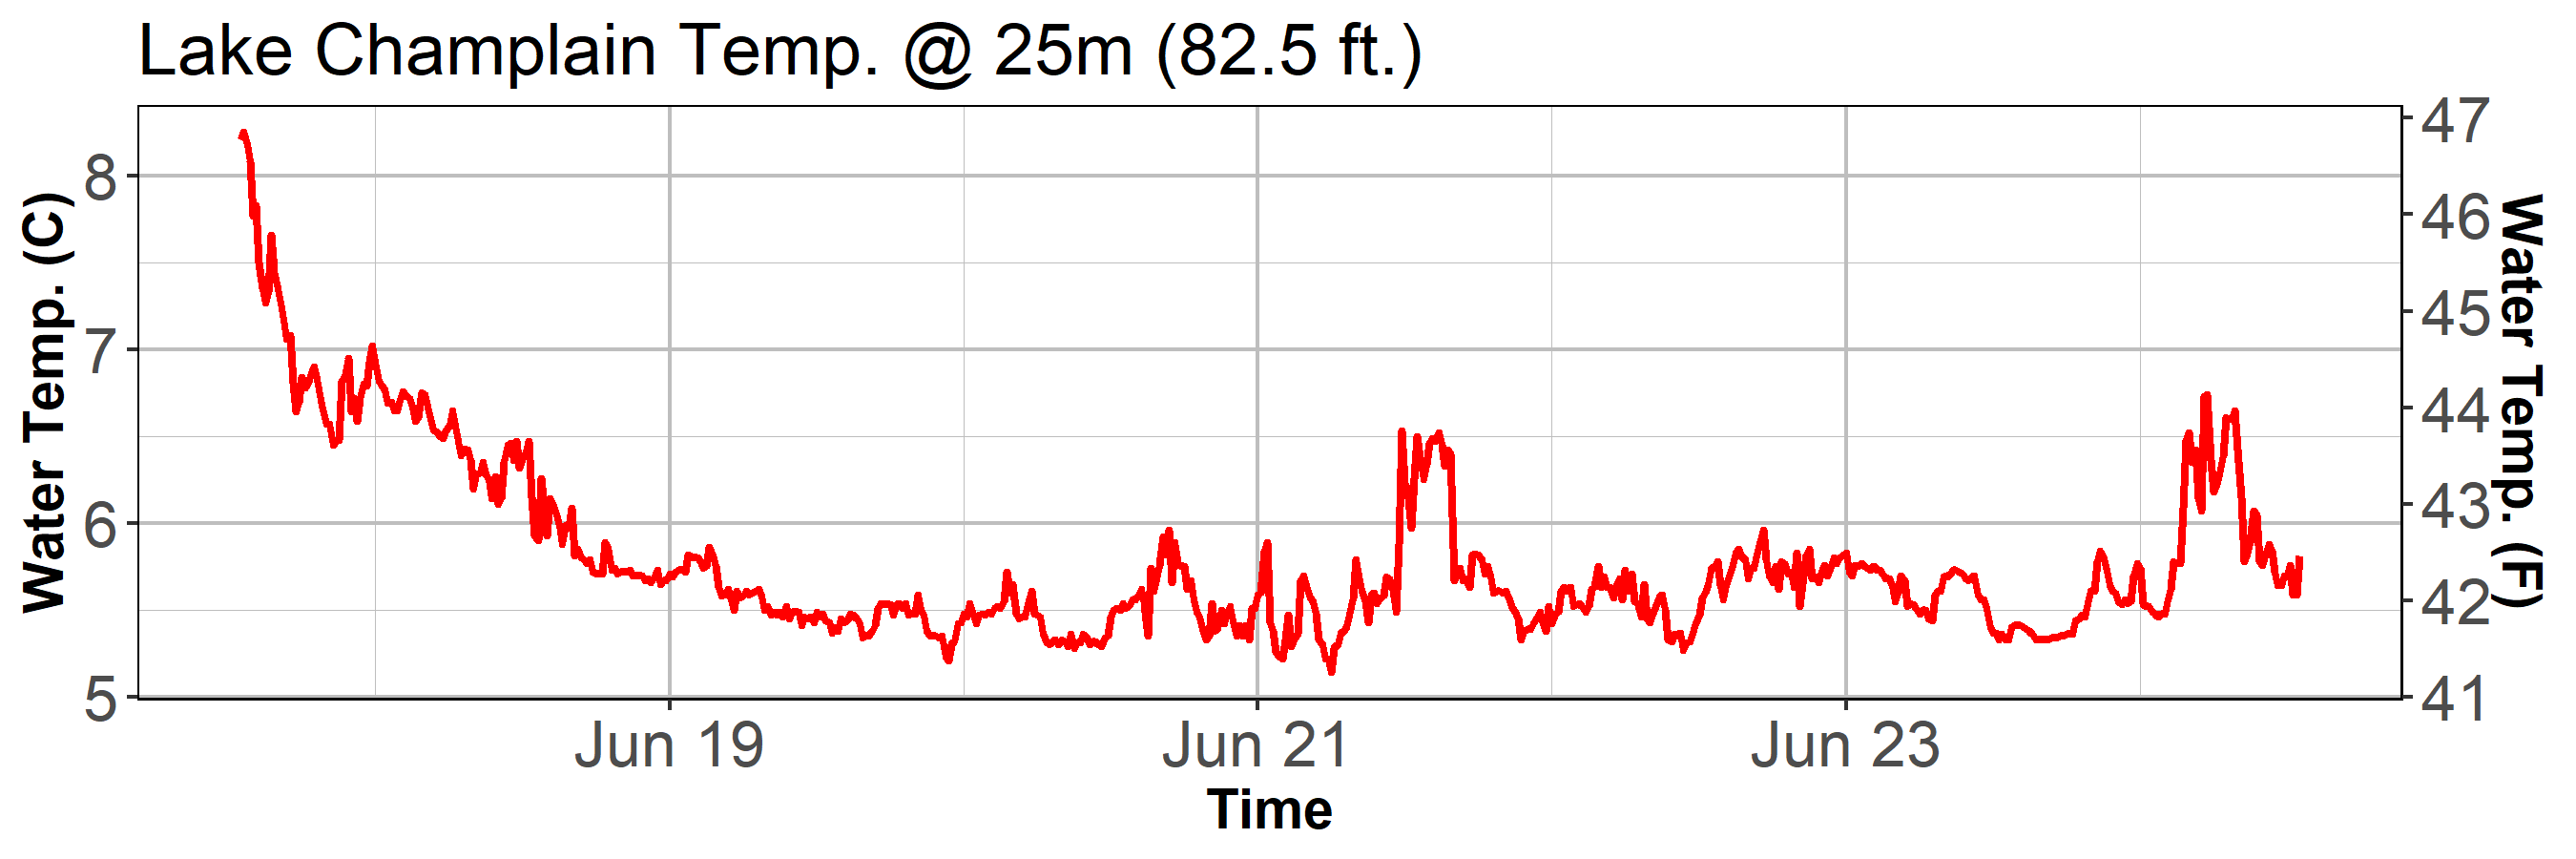 Lake Champlain Temp. @ 25m (82.5 ft.)
Water Temp. (C)
8
7
6
5
47
46
45
44
43
42
41
Water Temp. (F)
Jun 19 Jun 21 Jun 23
Time